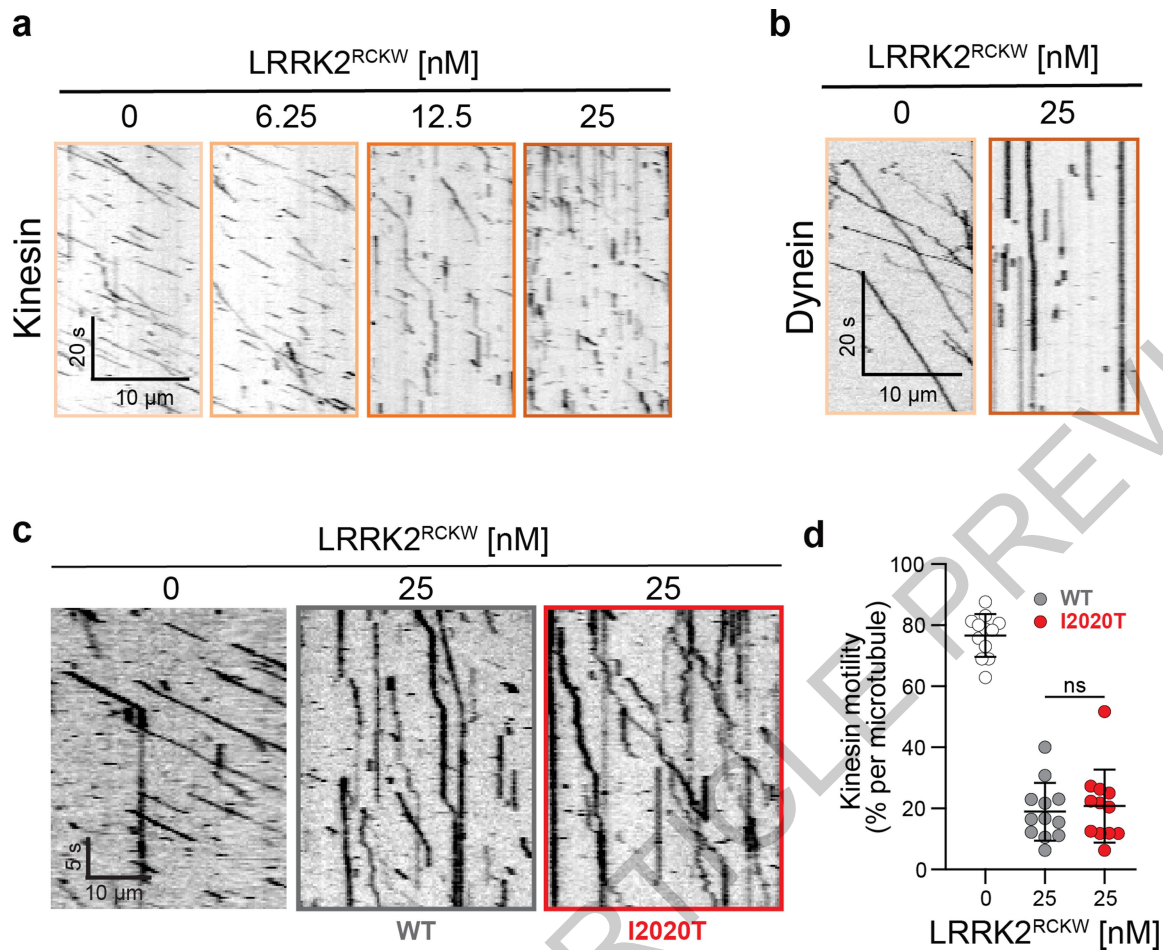 a
LRRK2RCKW [nM]
0 6.25 12.5 25
Kinesin
20 s
10 µm
b
LRRK2RCKW [nM]
0 25
Dynein
20 s
10 µm
c
LRRK2RCKW [nM]
0 25 25
5 s
10 µm
WT I2020T
d
WT
I2020T
ns
Kinesin motility
(% per microtubule)
100
80
60
40
20
0
0 25 25
LRRK2RCKW [nM]
ARTICLE PREVI